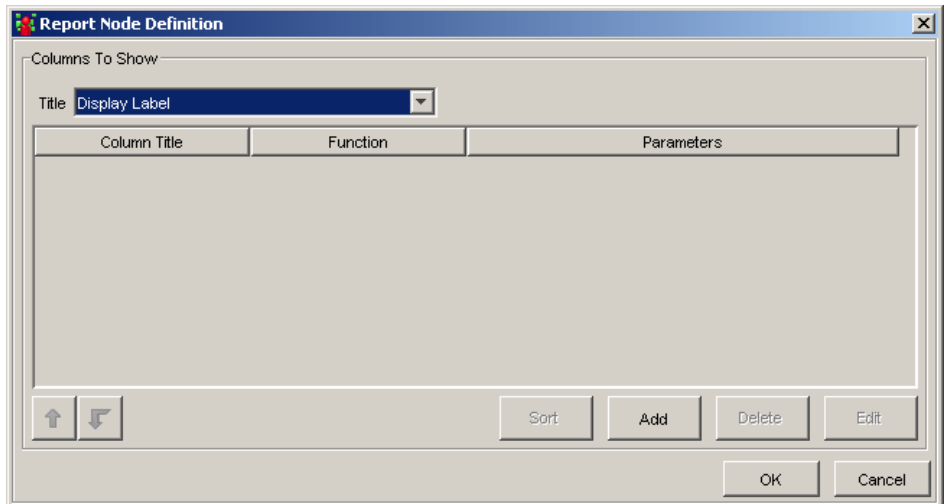 Report Node Definition
Columns To Show
Title Display Label
Column Title Function Parameters
Sort Add Delete Edit
OK Cancel